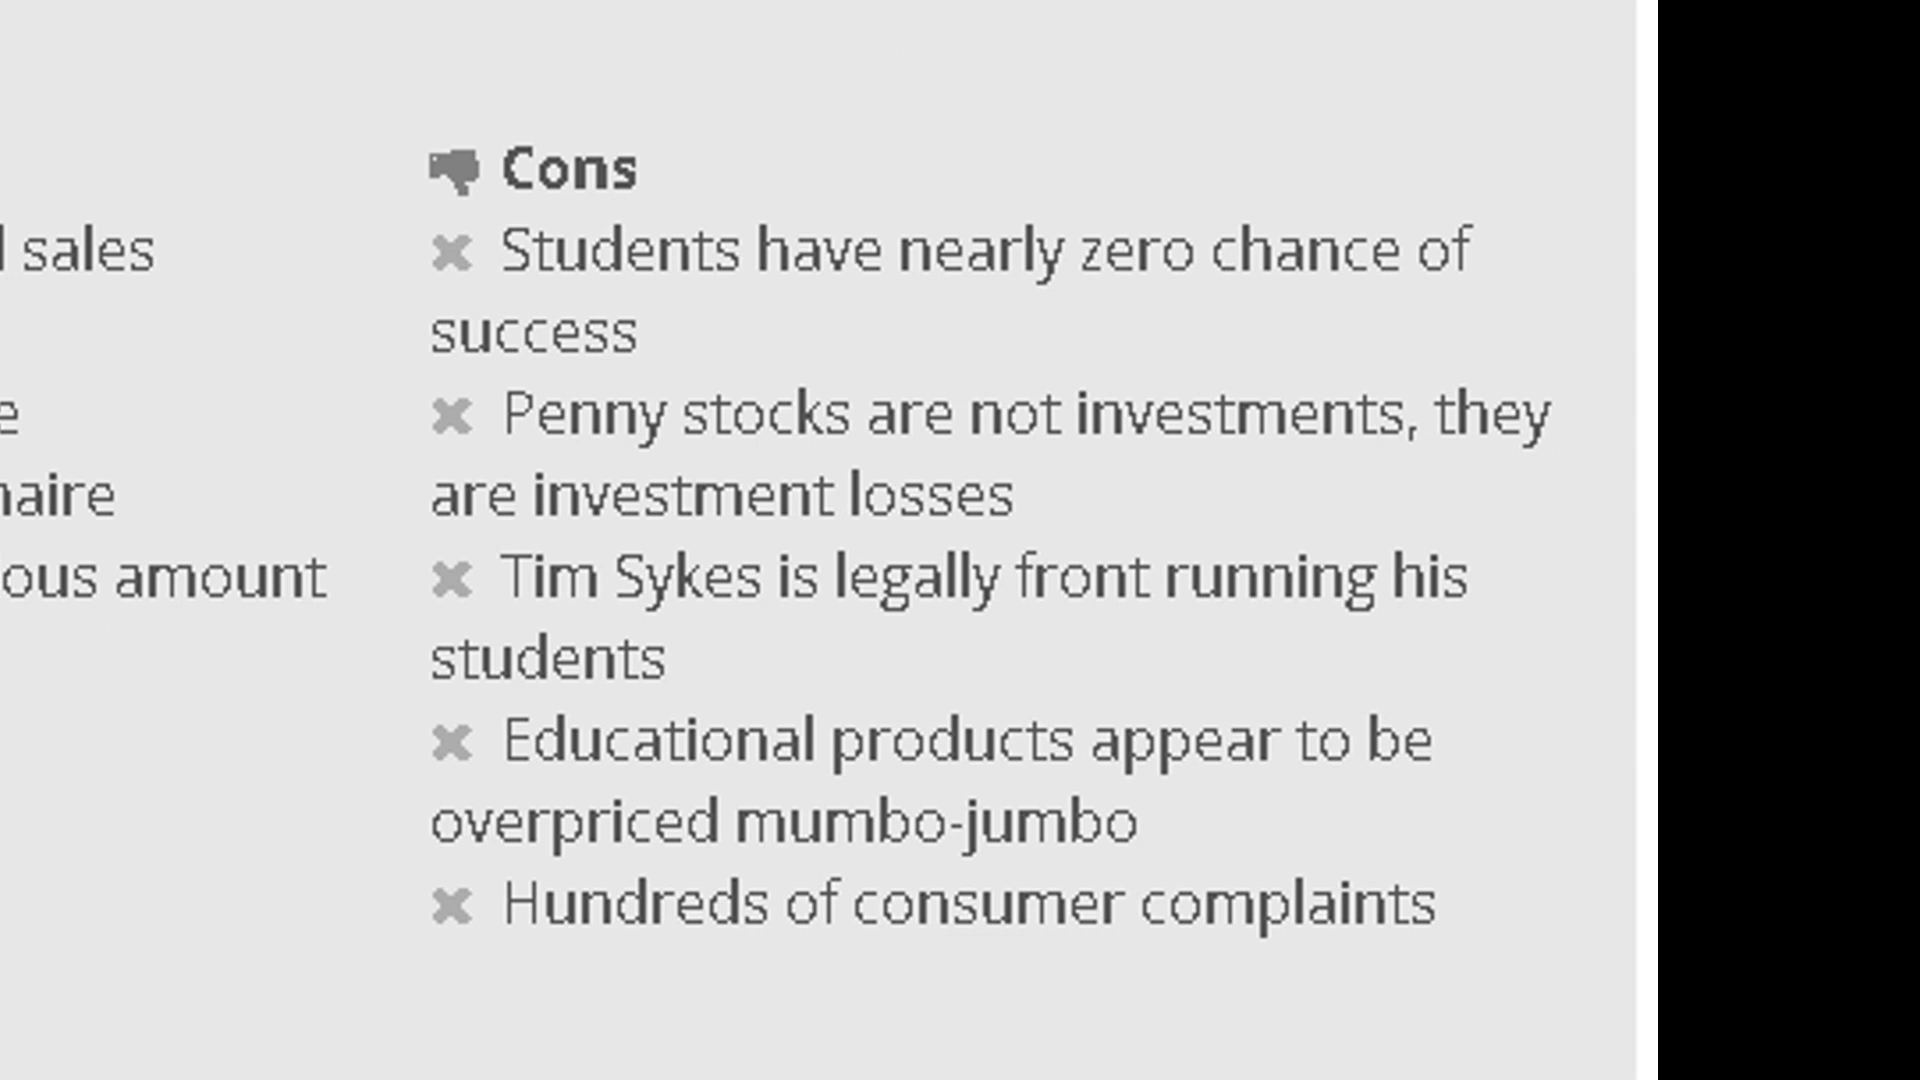 Cons
sales
Students have nearly zero chance of
success
Penny stocks are not investments, they
are investment losses
Tim Sykes is legally front running his
amount
students
Educational products appear to be
overpriced mumbo-jumbo
Hundreds of consumer complaints